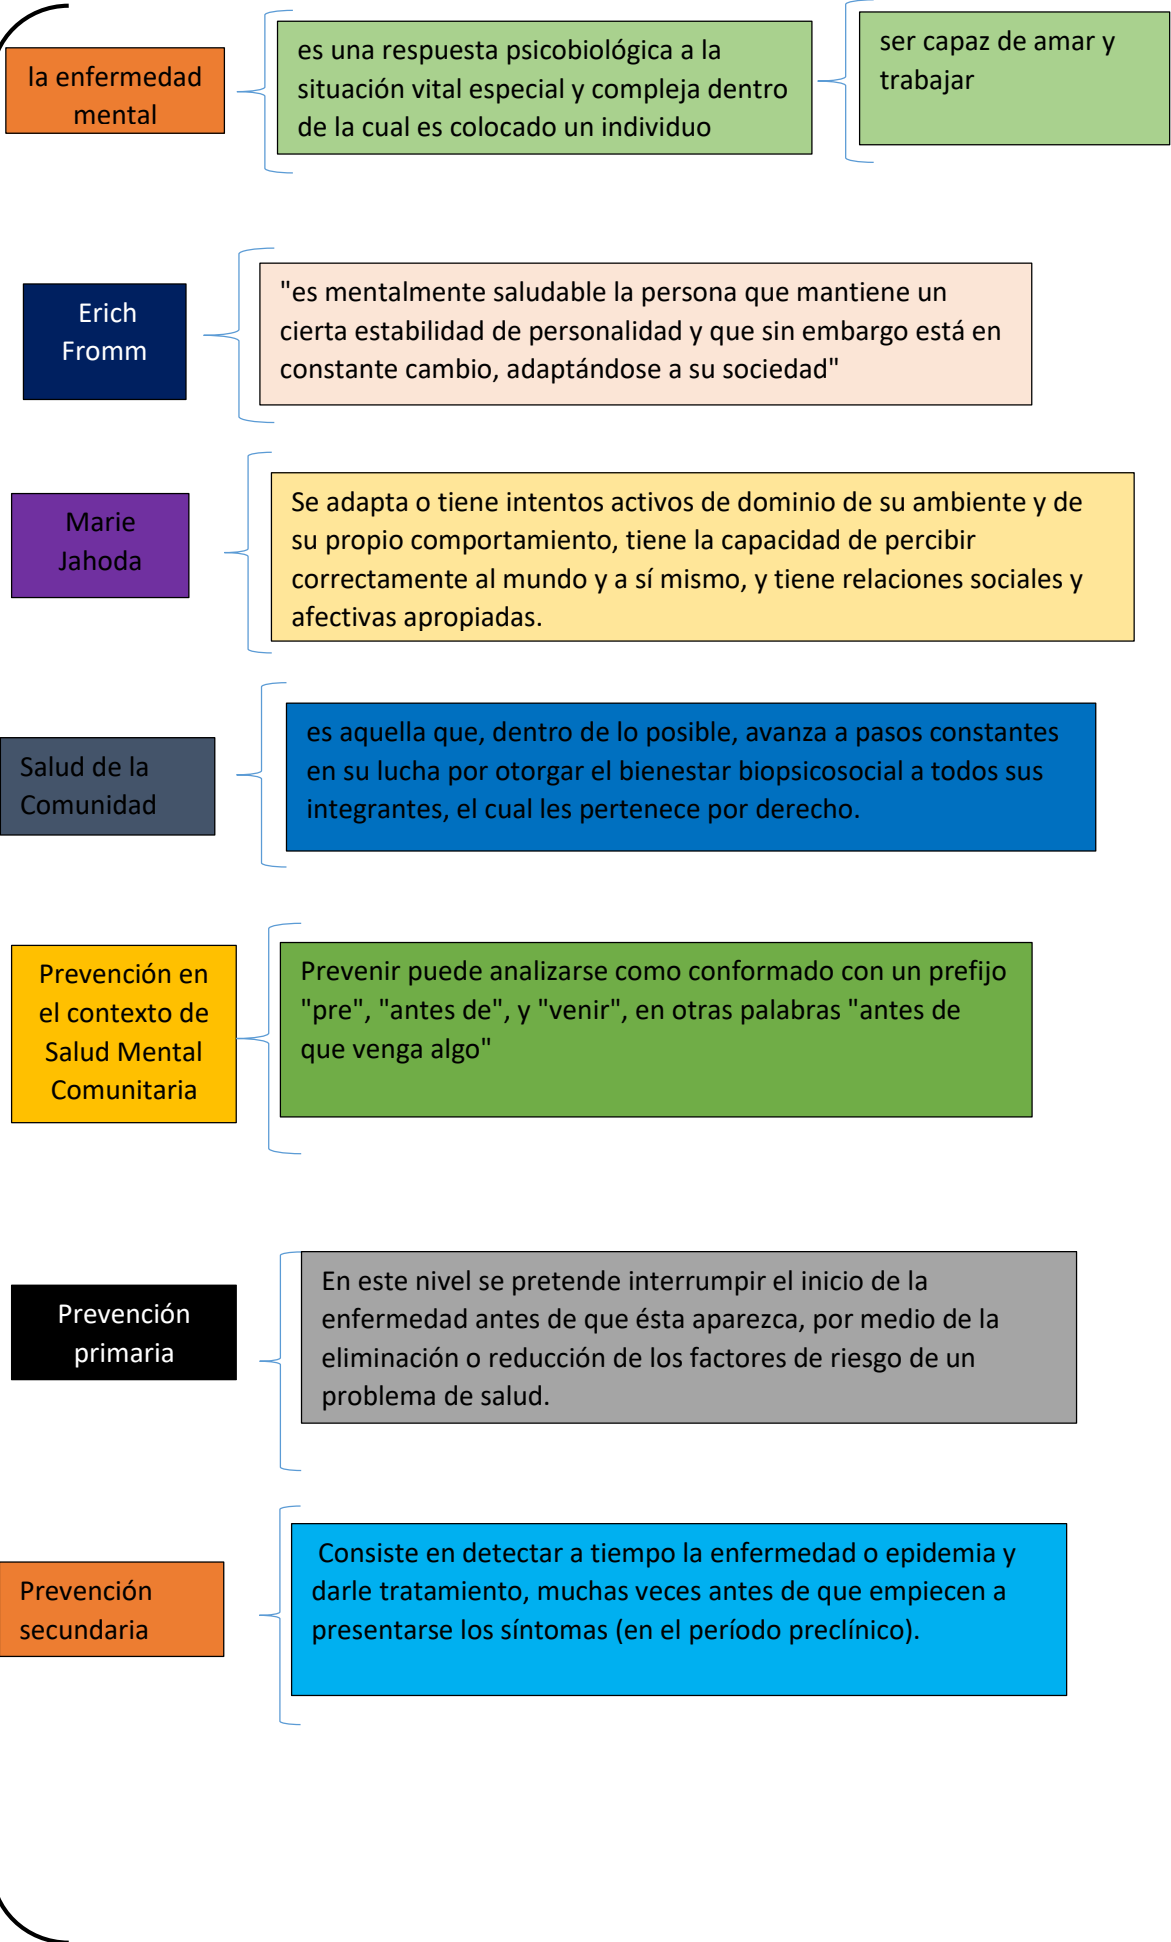 la enfermedad
mental
es una respuesta psicobiológica a la
situación vital especial y compleja dentro
de la cual es colocado un individuo
ser capaz de amar y
trabajar
Erich
Fromm
"es mentalmente saludable la persona que mantiene un
cierta estabilidad de personalidad y que sin embargo está en
constante cambio, adaptándose a su sociedad"
Marie
Jahoda
Se adapta o tiene intentos activos de dominio de su ambiente y de
su propio comportamiento, tiene la capacidad de percibir
correctamente al mundo y a sí mismo, y tiene relaciones sociales y
afectivas apropiadas.
Salud de la
Comunidad
es aquella que, dentro de lo posible, avanza a pasos constantes
en su lucha por otorgar el bienestar biopsicosocial a todos sus
integrantes, el cual les pertenece por derecho.
Prevención en
el contexto de
Salud Mental
Comunitaria
Prevenir puede analizarse como conformado con un prefijo
"pre", "antes de", y "venir", en otras palabras "antes de
que venga algo"
Prevención
primaria
En este nivel se pretende interrumpir el inicio de la
enfermedad antes de que ésta aparezca, por medio de la
eliminación o reducción de los factores de riesgo de un
problema de salud.
Prevención
secundaria
Consiste en detectar a tiempo la enfermedad o epidemia y
darle tratamiento, muchas veces antes de que empiecen a
presentarse los síntomas (en el período preclínico).